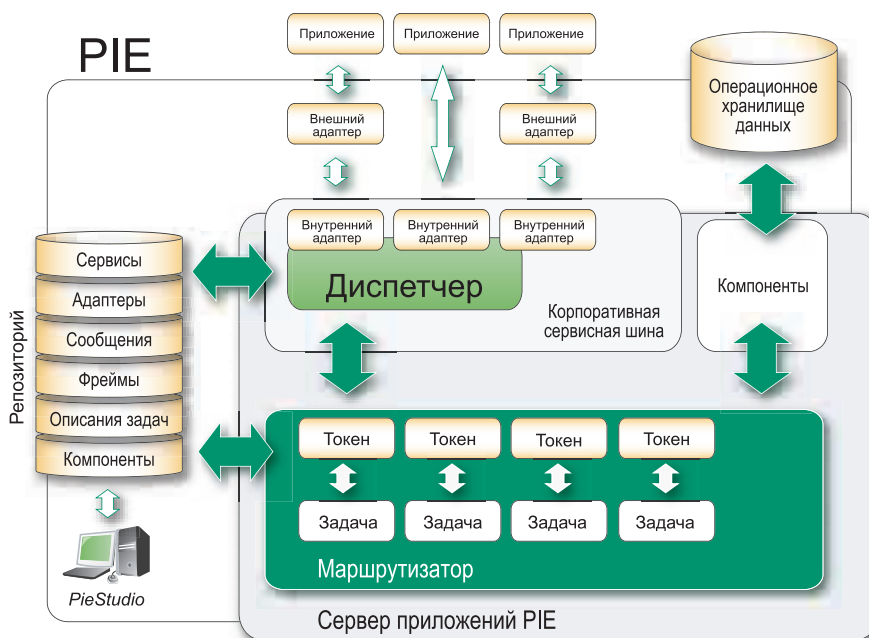 PIE
Приложение
Приложение
Приложение
Операционное
хранилище
данных
Внешний
адаптер
Внешний
адаптер
Внутренний
адаптер
Внутренний
адаптер
Внутренний
адаптер
Диспетчер
Корпоративная
сервисная шина
Компоненты
Репозиторий
Сервисы
Адаптеры
Сообщения
Фреймы
Описания задач
Компоненты
PieStudio
Токен
Токен
Токен
Токен
Задача
Задача
Задача
Задача
Маршрутизатор
Сервер приложений PIE